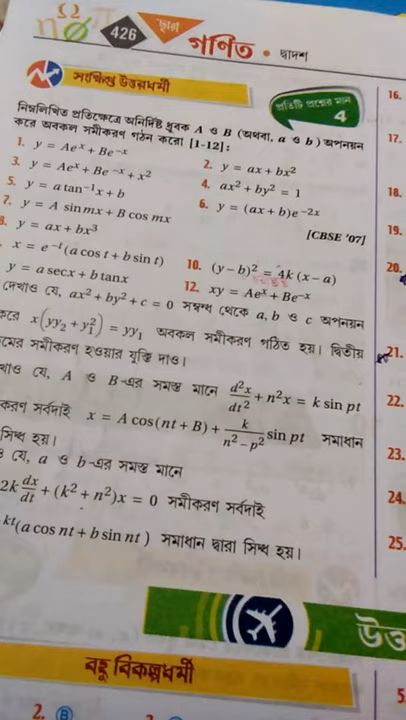 426
ছায়া
গণিত • দ্বাদশ
সংক্ষিপ্ত উত্তরধর্মী
প্রতিটি প্রশ্নের মান
4
নিম্নলিখিত প্রতিক্ষেত্রে অনির্দিষ্ট ধ্রুবক A ও B (অথবা, a ও b) অপনয়ন
করে অবকল সমীকরণ গঠন করো [1-12]:
1. y = Ae^x + Be^{-x}
2. y = ax + bx^2
3. y = Ae^x + Be^{-x} + x^2
4. ax^2 + by^2 = 1
5. y = a tan^{-1}x + b
6. y = (ax + b)e^{-2x}
7. y = A sin mx + B cos mx
[CBSE '07]
8. y = ax + bx^3
x = e^{-t}(a cos t + b sin t)
10. (y – b)^2 = 4k (x – a)
y = a sec x + b tan x
12. xy = Ae^x + Be^{-x}
দেখাও যে, ax^2 + by^2 + c = 0 সম্বন্ধ থেকে a, b ও c অপনয়ন
করে x(yy_2 + y_1^2) = yy_1 অবকল সমীকরণ গঠিত হয়। দ্বিতীয়
সমীকরণ হওয়ার যুক্তি দাও।
যে, A ও B-এর সমস্ত মানে d^2x/dt^2 + n^2x = k sin pt
সর্বদাই x = A cos(nt + B) + k/(n^2 – p^2) sin pt সমাধান
সিদ্ধ হয়।
যে, a ও b-এর সমস্ত মানে
2k dx/dt + (k^2 + n^2)x = 0 সমীকরণ সর্বদাই
kt(a cos nt + b sin nt) সমাধান দ্বারা সিদ্ধ হয়।
16.
17.
18.
19.
20.
21.
22.
23.
24.
25.
উত্ত
বহু বিকল্পধর্মী
2. B
5.